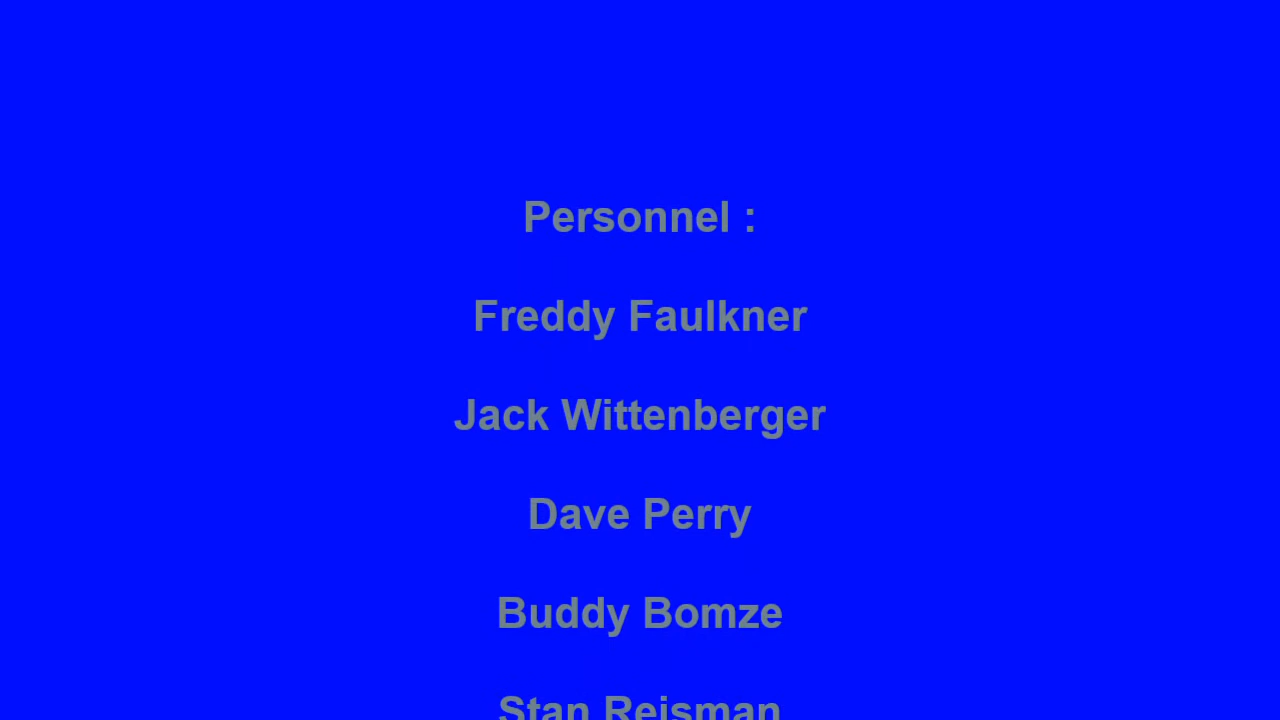 Personnel :
Freddy Faulkner
Jack Wittenberger
Dave Perry
Buddy Bomze
Stan Reisman